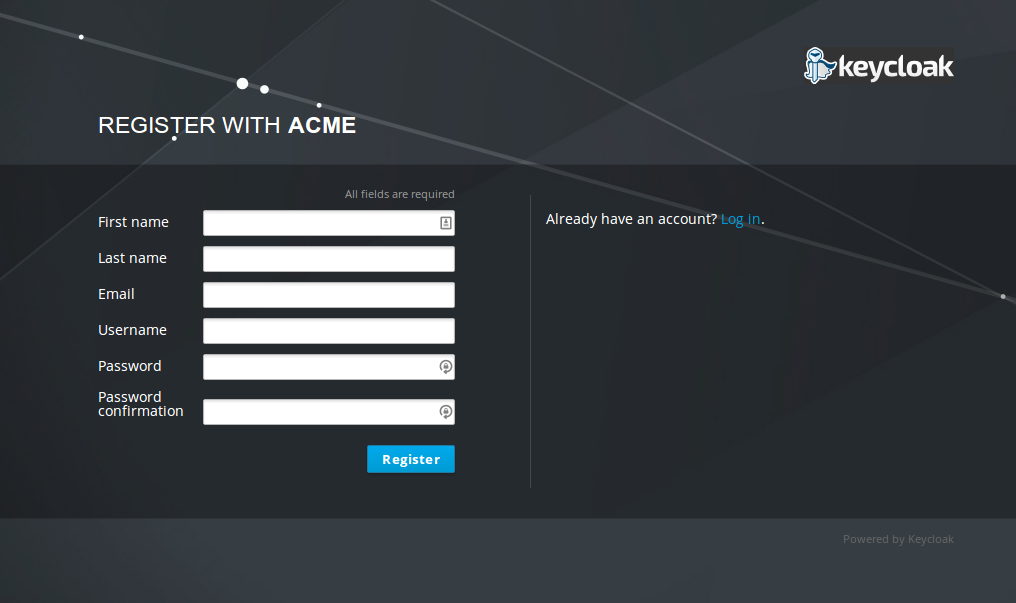 keycloak
REGISTER WITH ACME
All fields are required
First name
Last name
Email
Username
Password
Password
confirmation
Register
Already have an account? Log in.
Powered by Keycloak